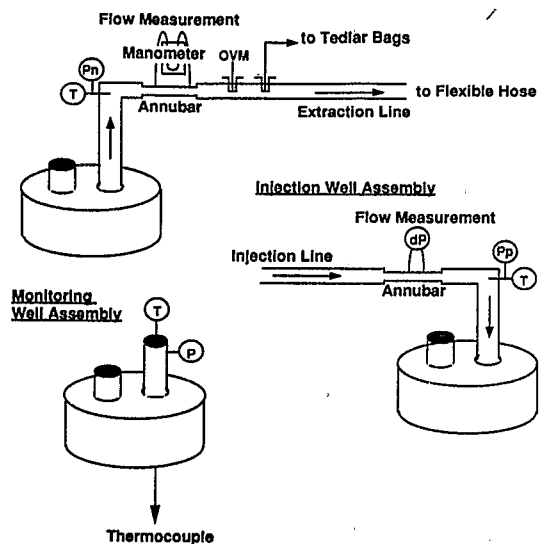 Flow Measurement
Manometer
to Tedlar Bags
OVM
Pn
T
Annubar
to Flexible Hose
Extraction Line
Injection Well Assembly
Flow Measurement
dP
Injection Line
Pp
T
Annubar
Monitoring
Well Assembly
T
P
Thermocouple